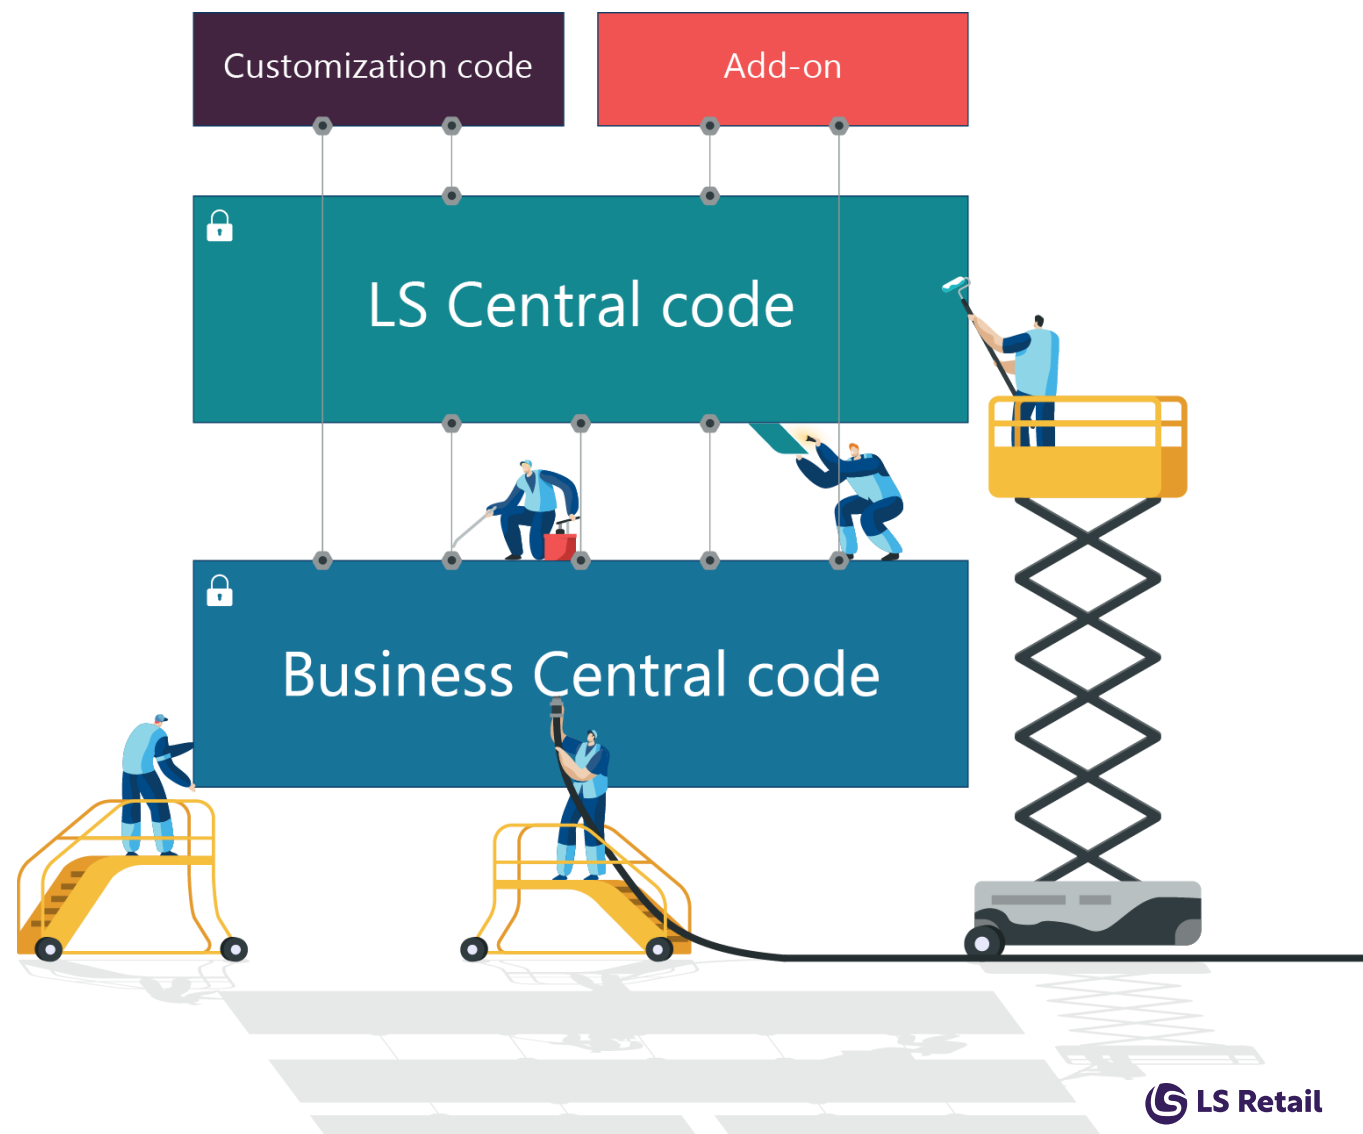 Customization code
Add-on
LS Central code
Business Central code
LS Retail